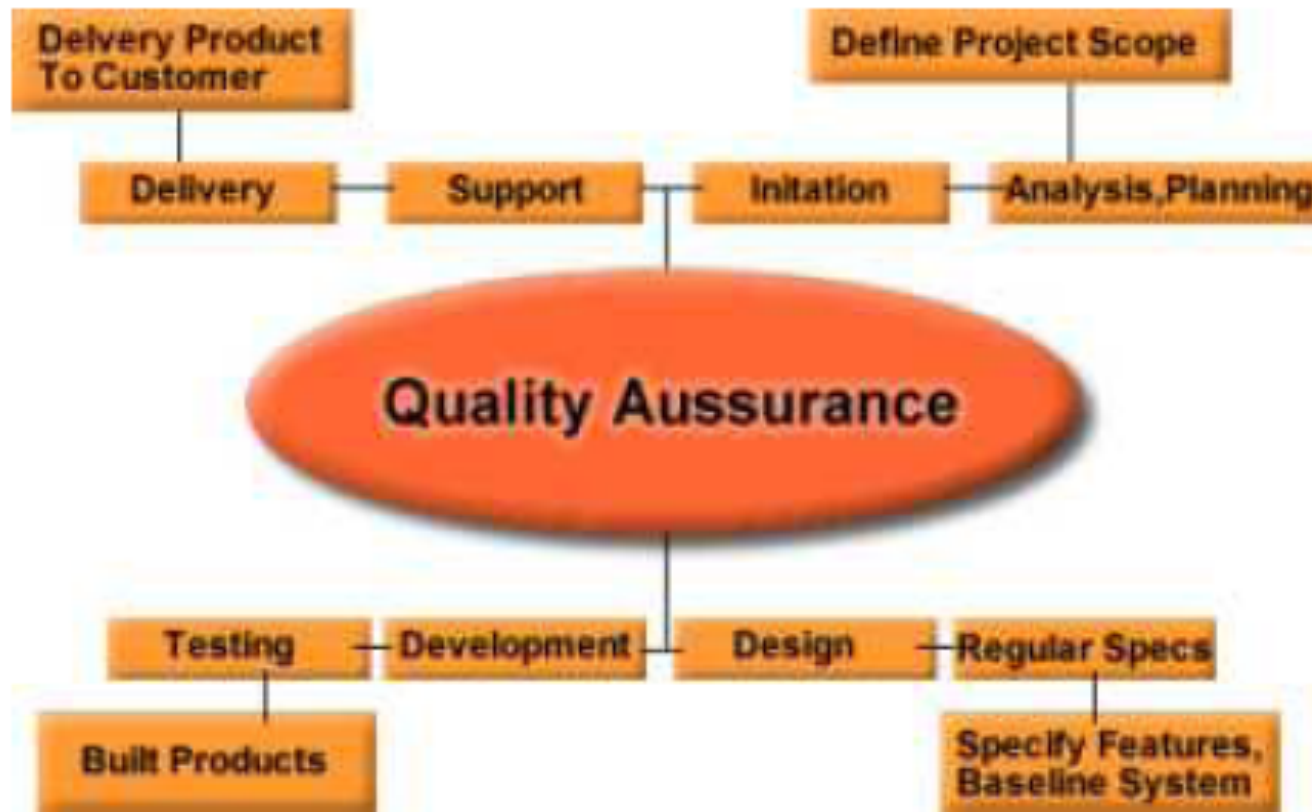 Delvery Product
To Customer
Define Project Scope
Delivery
Support
Initation
Analysis,Planning
Quality Aussurance
Testing
Development
Design
Regular Specs
Built Products
Specify Features,
Baseline System